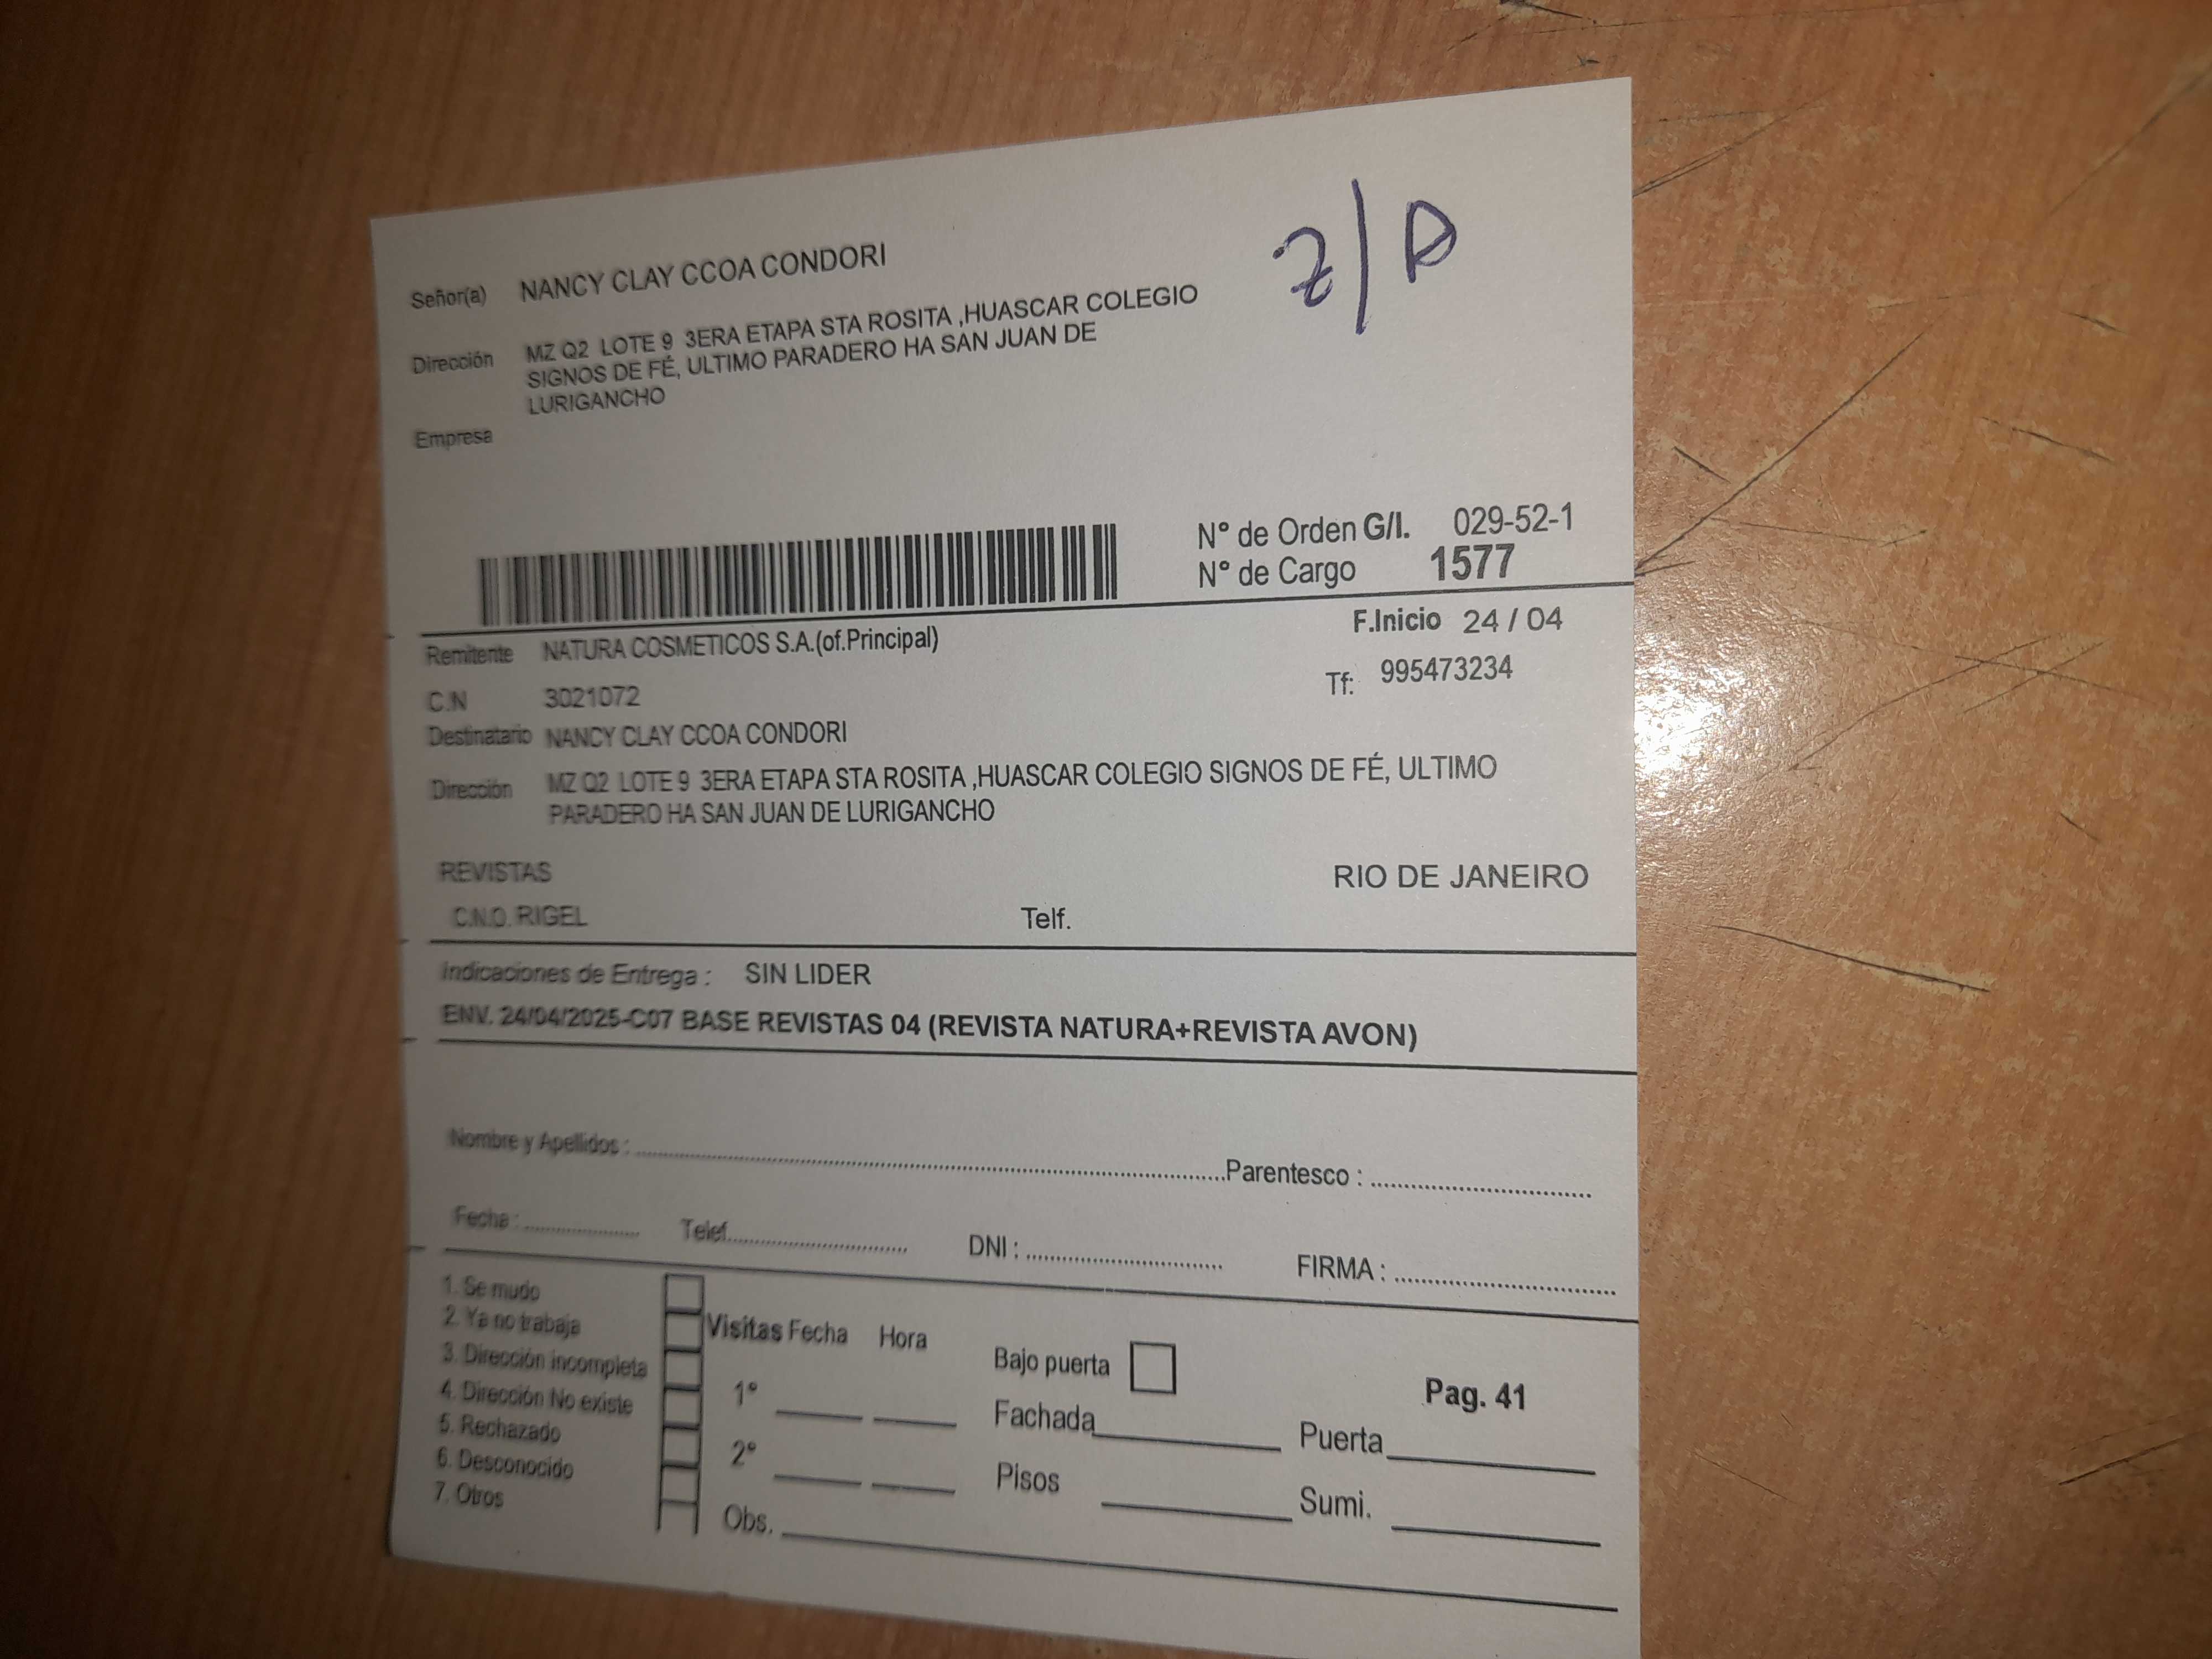 Z/D
Señor(a) NANCY CLAY CCOA CONDORI
Dirección MZ Q2 LOTE 9 3ERA ETAPA STA ROSITA ,HUASCAR COLEGIO
SIGNOS DE FÉ, ULTIMO PARADERO HA SAN JUAN DE
LURIGANCHO
Empresa
N° de Orden G/I. 029-52-1
N° de Cargo 1577
F.Inicio 24 / 04
Remitente NATURA COSMETICOS S.A.(of.Principal)
Tf: 995473234
C.N 3021072
Destinatario NANCY CLAY CCOA CONDORI
Dirección MZ Q2 LOTE 9 3ERA ETAPA STA ROSITA ,HUASCAR COLEGIO SIGNOS DE FÉ, ULTIMO
PARADERO HA SAN JUAN DE LURIGANCHO
REVISTAS RIO DE JANEIRO
C.N.O. RIGEL Telf.
Indicaciones de Entrega : SIN LIDER
ENV. 24/04/2025-C07 BASE REVISTAS 04 (REVISTA NATURA+REVISTA AVON)
Nombre y Apellidos : Parentesco :
Fecha : Telef. DNI : FIRMA :
1. Se mudo
2. Ya no trabaja Visitas Fecha Hora
3. Dirección incompleta Bajo puerta
4. Dirección No existe 1° Fachada Pag. 41
5. Rechazado Puerta
6. Desconocido 2° Pisos
7. Otros Sumi.
Obs.